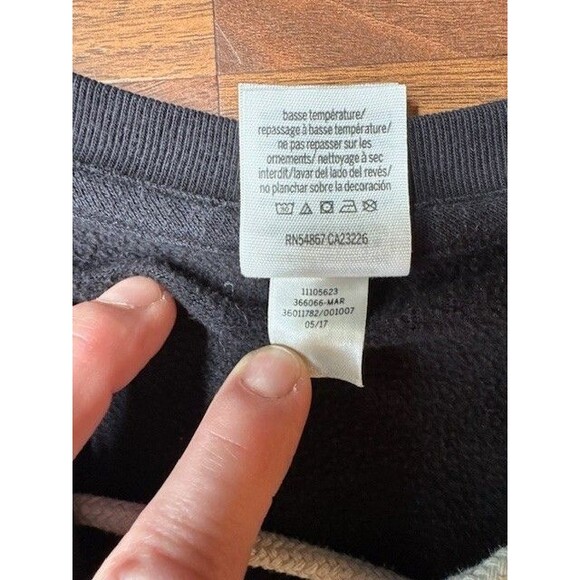 basse température/
repassage à basse température/
ne pas repasser sur les
ornements/ nettoyage à sec
interdit/lavar del lado del revés/
no planchar sobre la decoración
30
RN54867 CA23226
11105623
366066-MAR
36011782/001007
05/17